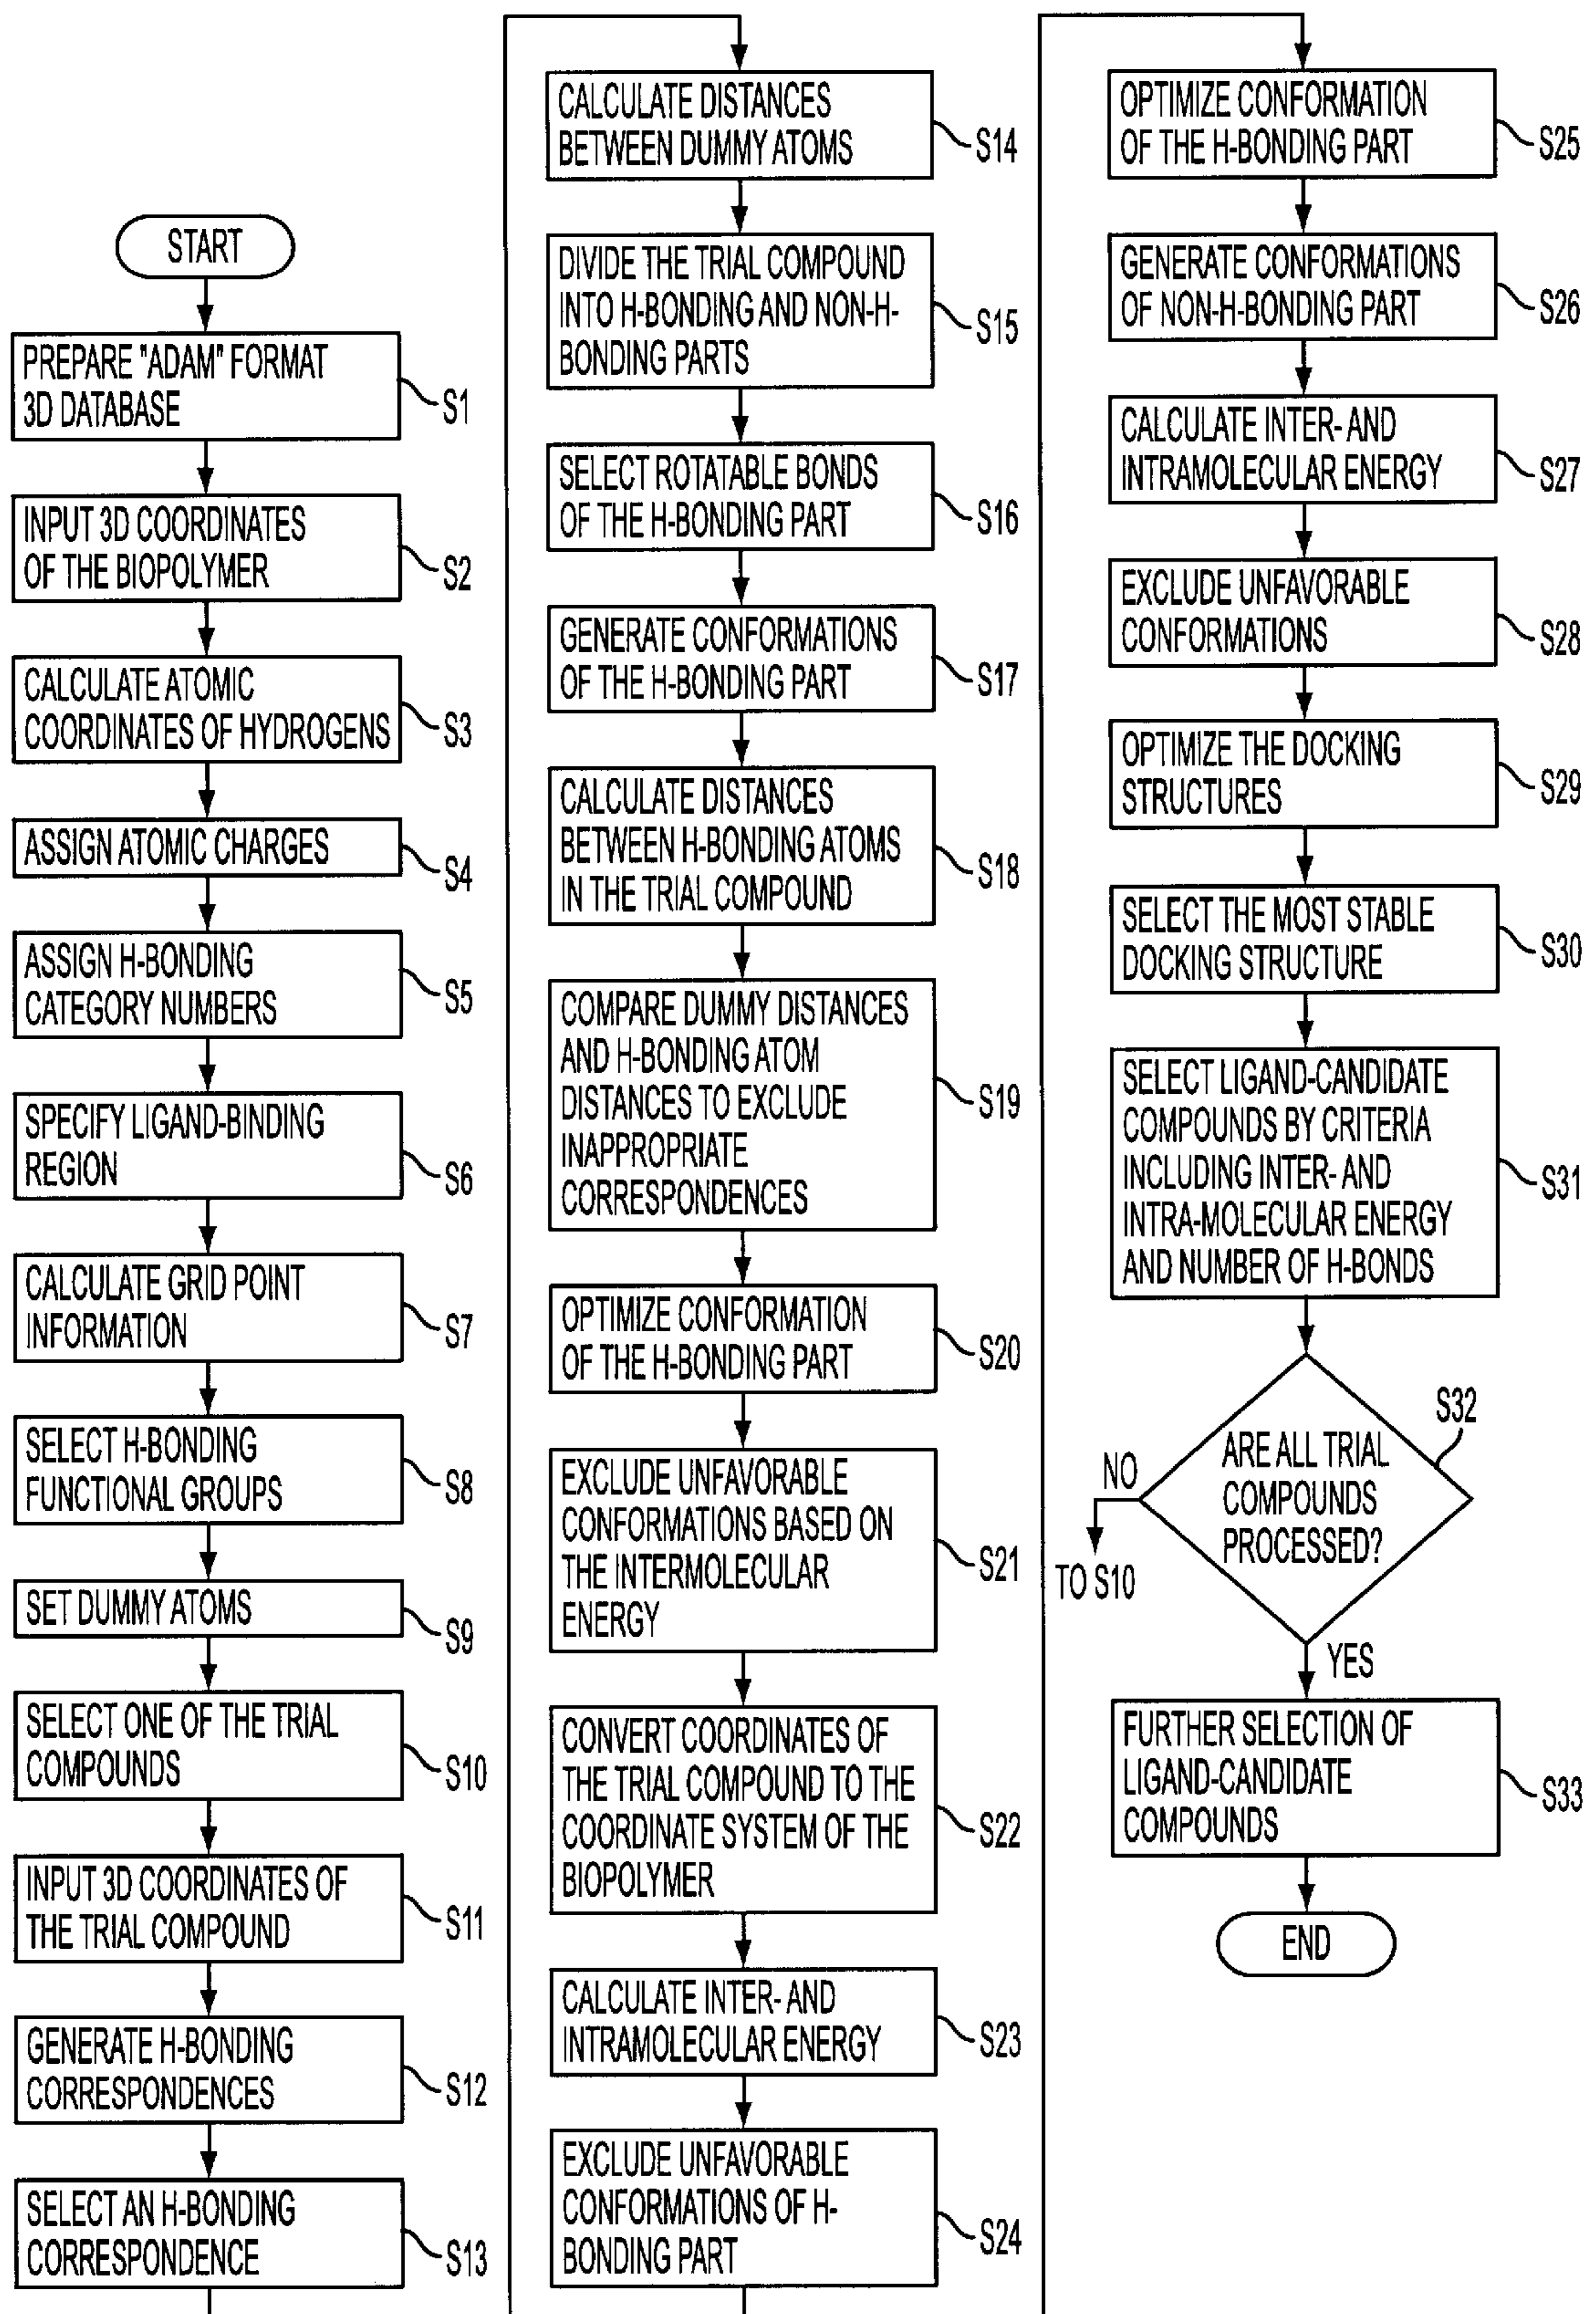 START
PREPARE "ADAM" FORMAT
3D DATABASE
S1
INPUT 3D COORDINATES
OF THE BIOPOLYMER
S2
CALCULATE ATOMIC
COORDINATES OF HYDROGENS
S3
ASSIGN ATOMIC CHARGES
S4
ASSIGN H-BONDING
CATEGORY NUMBERS
S5
SPECIFY LIGAND-BINDING
REGION
S6
CALCULATE GRID POINT
INFORMATION
S7
SELECT H-BONDING
FUNCTIONAL GROUPS
S8
SET DUMMY ATOMS
S9
SELECT ONE OF THE TRIAL
COMPOUNDS
S10
INPUT 3D COORDINATES OF
THE TRIAL COMPOUND
S11
GENERATE H-BONDING
CORRESPONDENCES
S12
SELECT AN H-BONDING
CORRESPONDENCE
S13
CALCULATE DISTANCES
BETWEEN DUMMY ATOMS
S14
DIVIDE THE TRIAL COMPOUND
INTO H-BONDING AND NON-H-
BONDING PARTS
S15
SELECT ROTATABLE BONDS
OF THE H-BONDING PART
S16
GENERATE CONFORMATIONS
OF THE H-BONDING PART
S17
CALCULATE DISTANCES
BETWEEN H-BONDING ATOMS
IN THE TRIAL COMPOUND
S18
COMPARE DUMMY DISTANCES
AND H-BONDING ATOM
DISTANCES TO EXCLUDE
INAPPROPRIATE
CORRESPONDENCES
S19
OPTIMIZE CONFORMATION
OF THE H-BONDING PART
S20
EXCLUDE UNFAVORABLE
CONFORMATIONS BASED ON
THE INTERMOLECULAR
ENERGY
S21
CONVERT COORDINATES OF
THE TRIAL COMPOUND TO THE
COORDINATE SYSTEM OF THE
BIOPOLYMER
S22
CALCULATE INTER- AND
INTRAMOLECULAR ENERGY
S23
EXCLUDE UNFAVORABLE
CONFORMATIONS OF H-
BONDING PART
S24
OPTIMIZE CONFORMATION
OF THE H-BONDING PART
S25
GENERATE CONFORMATIONS
OF NON-H-BONDING PART
S26
CALCULATE INTER- AND
INTRAMOLECULAR ENERGY
S27
EXCLUDE UNFAVORABLE
CONFORMATIONS
S28
OPTIMIZE THE DOCKING
STRUCTURES
S29
SELECT THE MOST STABLE
DOCKING STRUCTURE
S30
SELECT LIGAND-CANDIDATE
COMPOUNDS BY CRITERIA
INCLUDING INTER- AND
INTRA-MOLECULAR ENERGY
AND NUMBER OF H-BONDS
S31
S32
ARE ALL TRIAL
COMPOUNDS
PROCESSED?
NO
TO S10
YES
FURTHER SELECTION OF
LIGAND-CANDIDATE
COMPOUNDS
S33
END